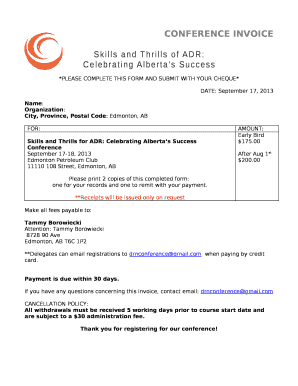 CONFERENCE INVOICE
Skills and Thrills of ADR:
Celebrating Alberta's Success
*PLEASE COMPLETE THIS FORM AND SUBMIT WITH YOUR CHEQUE*
DATE: September 17, 2013
Name:
Organization:
City, Province, Postal Code: Edmonton, AB
FOR: AMOUNT:
Early Bird
Skills and Thrills for ADR: Celebrating Alberta's Success $175.00
Conference
September 17-18, 2013 After Aug 1*
Edmonton Petroleum Club $200.00
11110 108 Street, Edmonton, AB
Please print 2 copies of this completed form:
one for your records and one to remit with your payment.
**Receipts will be issued only on request
Make all fees payable to:
Tammy Borowiecki
Attention: Tammy Borowiecki
8728 90 Ave
Edmonton, AB T6C 1P2
**Delegates can email registrations to drnconference@gmail.com when paying by credit
card.
Payment is due within 30 days.
If you have any questions concerning this invoice, contact email: drnconference@gmail.com
CANCELLATION POLICY:
All withdrawals must be received 5 working days prior to course start date and
are subject to a $30 administration fee.
Thank you for registering for our conference!